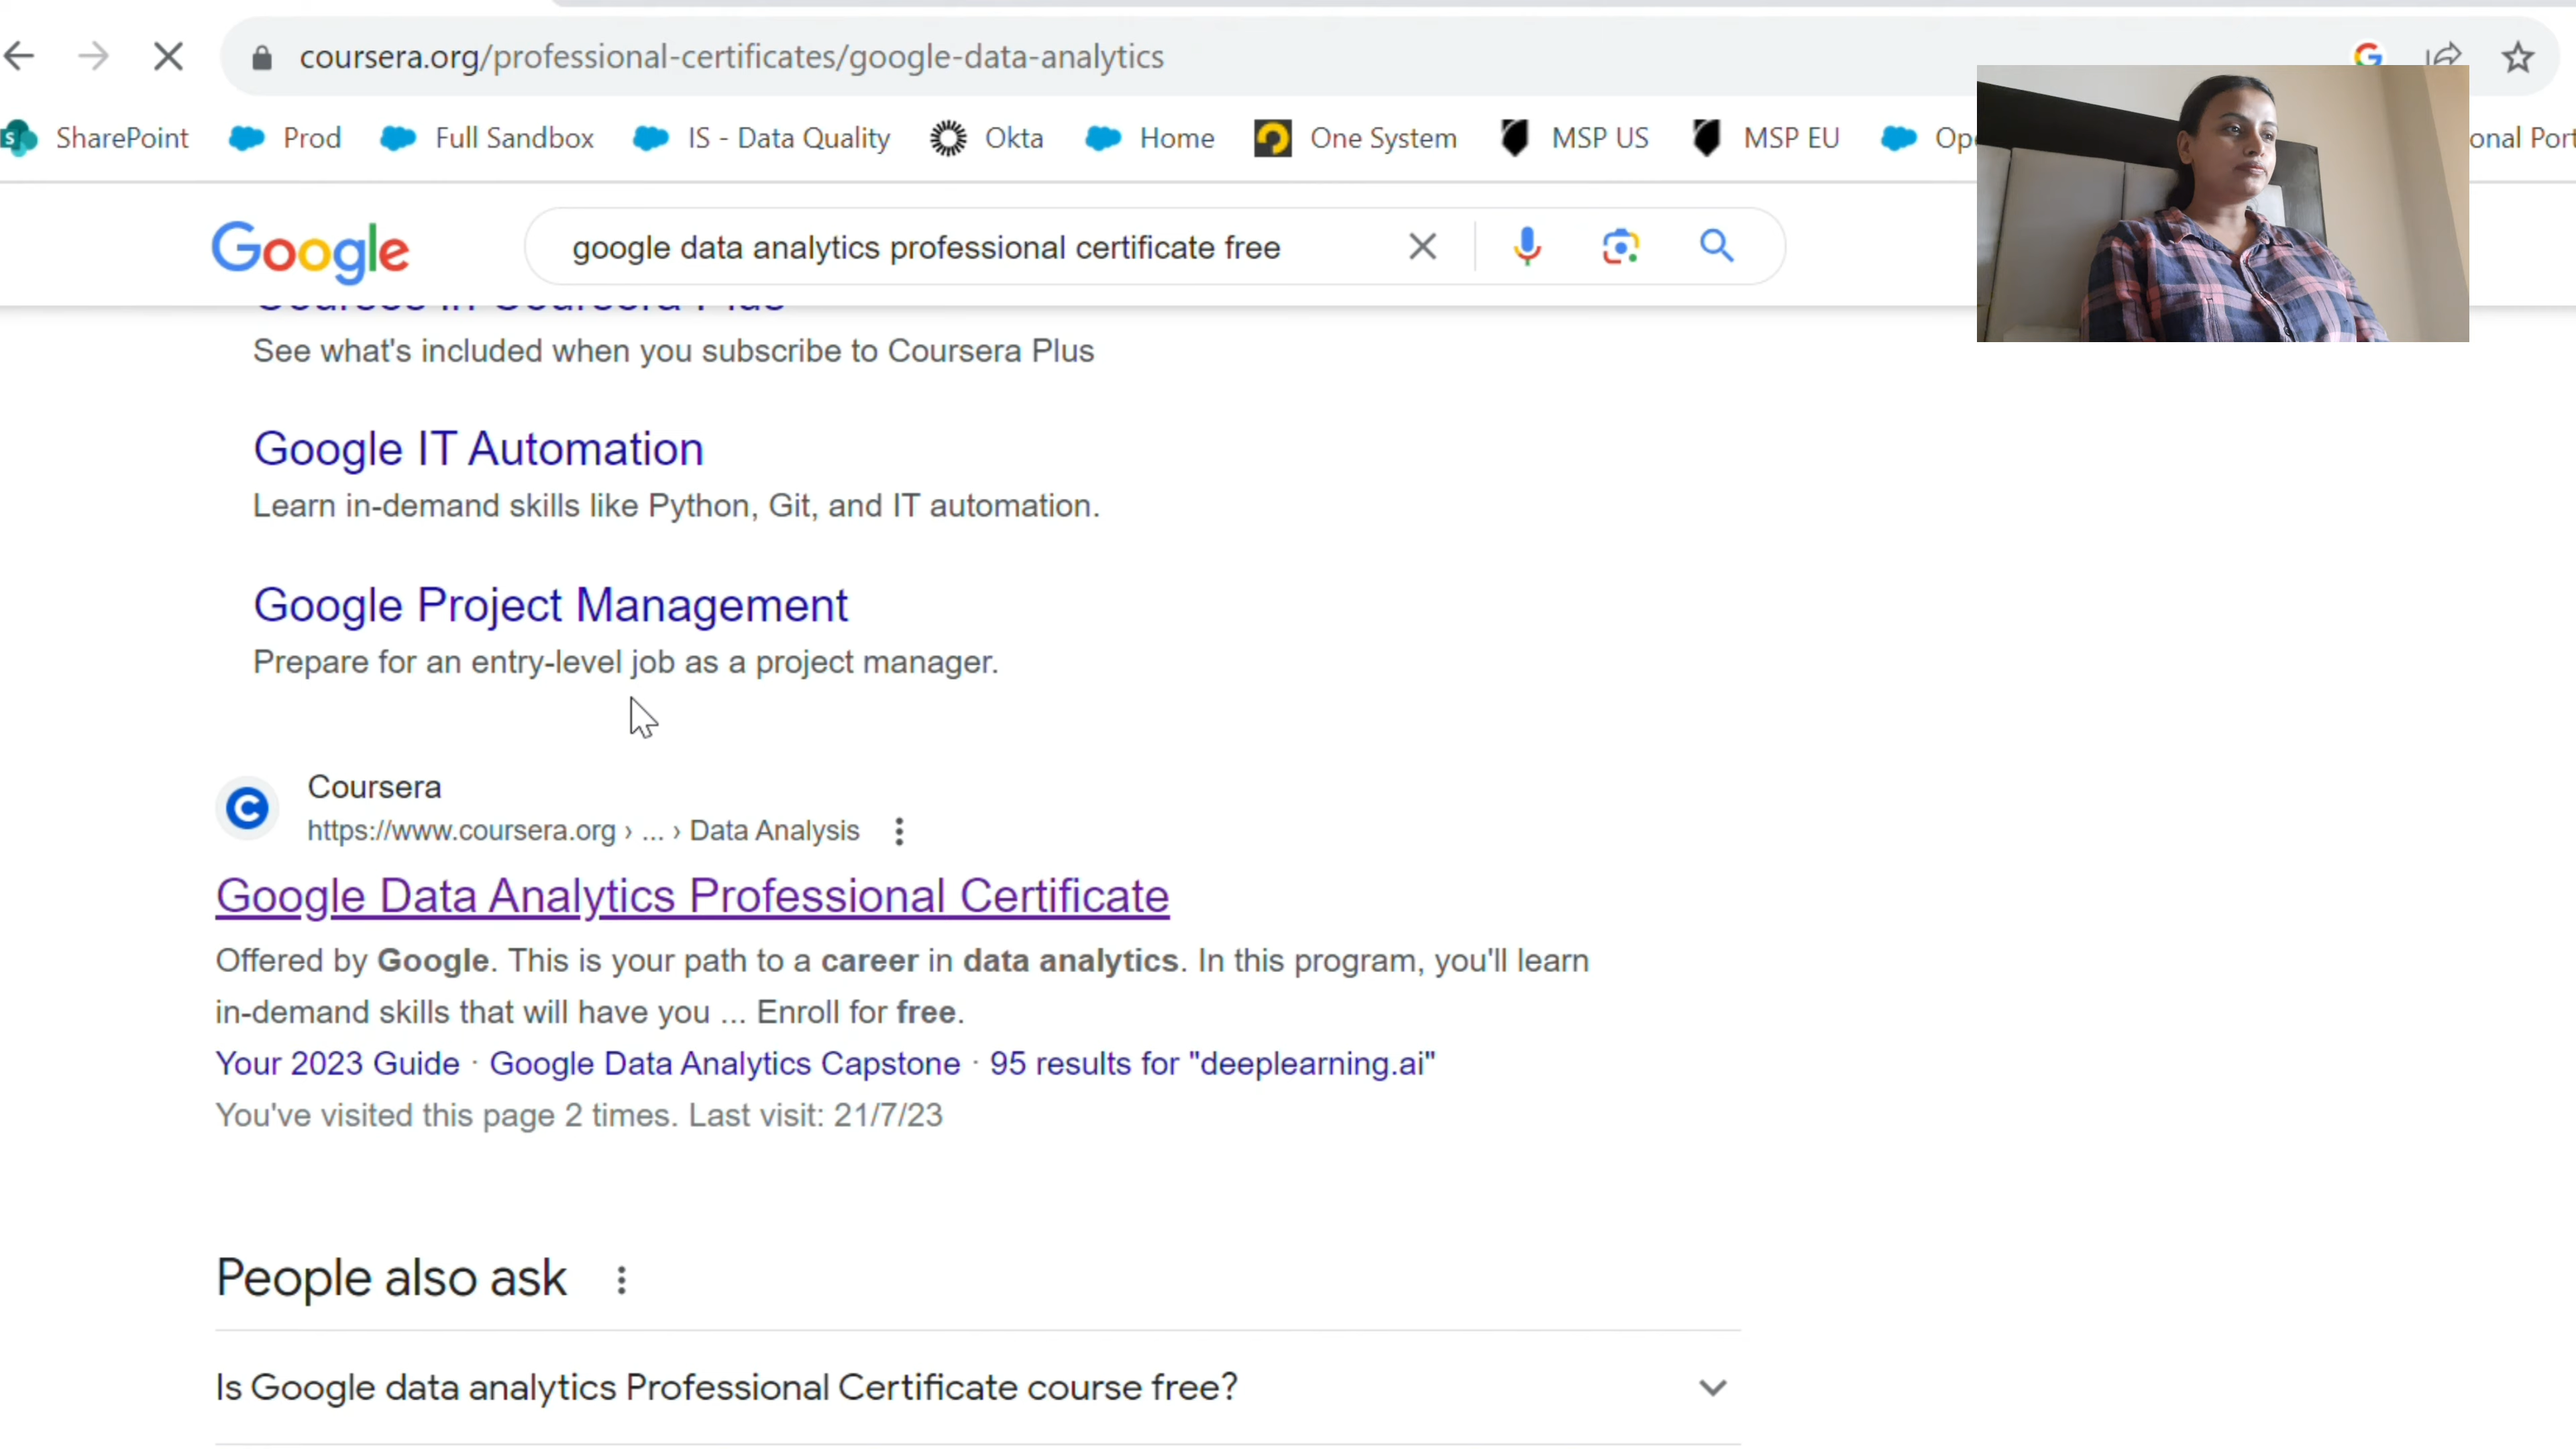 coursera.org/professional-certificates/google-data-analytics
SharePoint Prod Full Sandbox IS - Data Quality Okta Home One System MSP US MSP EU
Google google data analytics professional certificate free
Courses in Coursera Plus
See what's included when you subscribe to Coursera Plus
Google IT Automation
Learn in-demand skills like Python, Git, and IT automation.
Google Project Management
Prepare for an entry-level job as a project manager.
Coursera
https://www.coursera.org › ... › Data Analysis
Google Data Analytics Professional Certificate
Offered by Google. This is your path to a career in data analytics. In this program, you'll learn
in-demand skills that will have you ... Enroll for free.
Your 2023 Guide · Google Data Analytics Capstone · 95 results for "deeplearning.ai"
You've visited this page 2 times. Last visit: 21/7/23
People also ask
Is Google data analytics Professional Certificate course free?